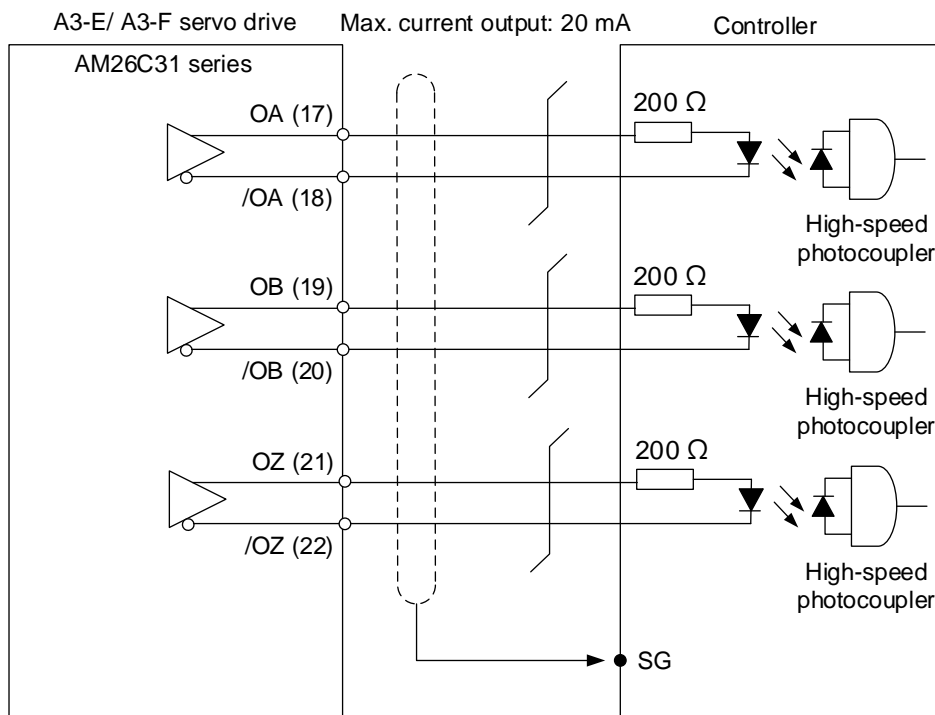 A3-E/ A3-F servo drive
Max. current output: 20 mA
Controller
AM26C31 series
OA (17)
200 Ω
/OA (18)
High-speed
photocoupler
OB (19)
200 Ω
/OB (20)
High-speed
photocoupler
OZ (21)
200 Ω
/OZ (22)
High-speed
photocoupler
SG